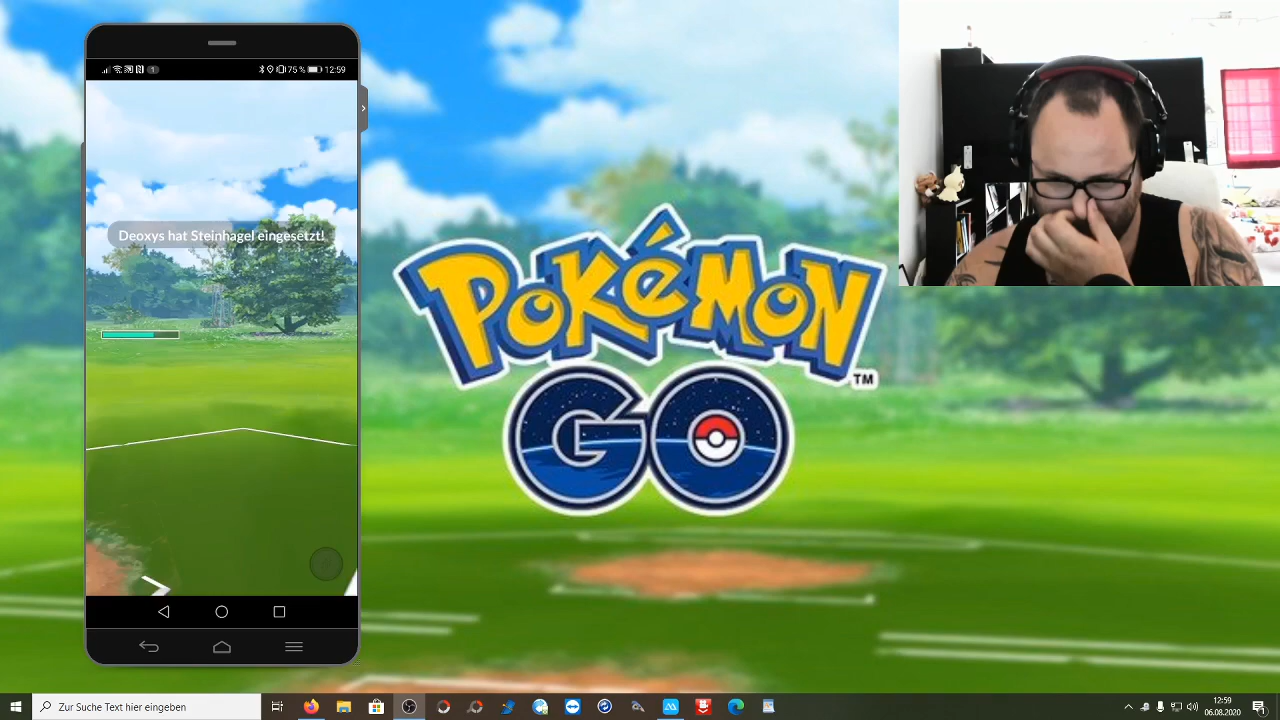 1
75 %
12:59
Deoxys hat Steinhagel eingesetzt!
POKéMON
TM
GO
Zur Suche Text hier eingeben
12:59
06.08.2020